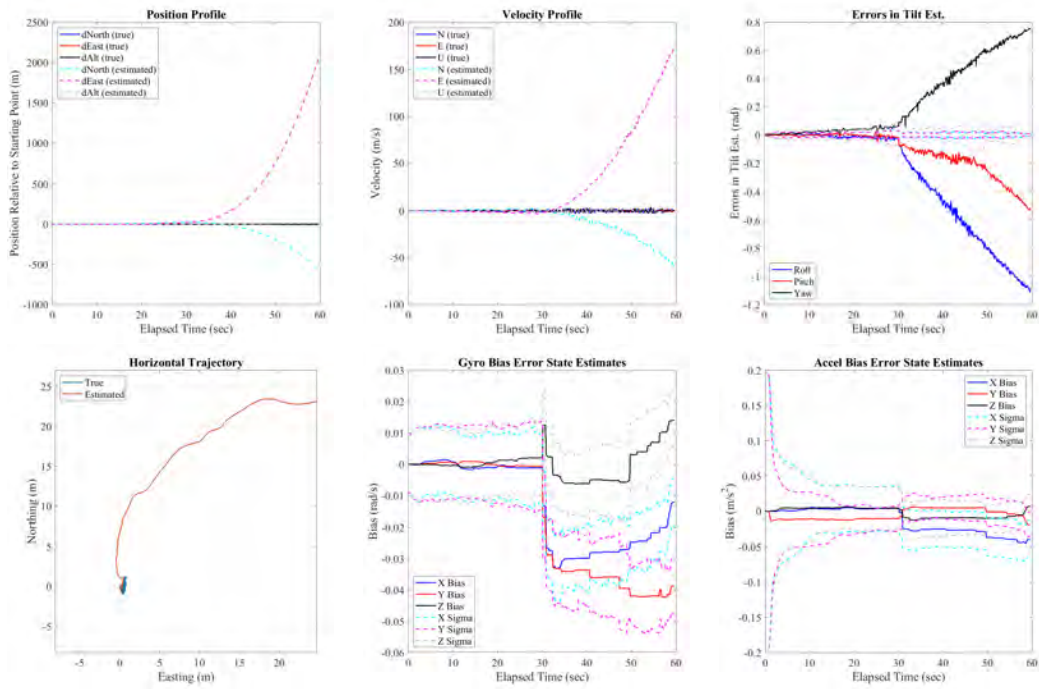 Position Profile
2500
2000
1500
1000
500
0
-500
-1000
Position Relative to Starting Point (m)
dNorth (true)
dEast (true)
dAlt (true)
dNorth (estimated)
dEast (estimated)
dAlt (estimated)
0 10 20 30 40 50 60
Elapsed Time (sec)
Velocity Profile
200
150
100
50
0
-50
-100
Velocity (m/s)
N (true)
E (true)
U (true)
N (estimated)
E (estimated)
U (estimated)
0 10 20 30 40 50 60
Elapsed Time (sec)
Errors in Tilt Est.
0.8
0.6
0.4
0.2
0
-0.2
-0.4
-0.6
-0.8
-1
-1.2
Errors in Tilt Est. (rad)
Roll
Pitch
Yaw
0 10 20 30 40 50 60
Elapsed Time (sec)
Horizontal Trajectory
25
20
15
10
5
0
-5
Northing (m)
True
Estimated
-5 0 5 10 15 20
Easting (m)
Gyro Bias Error State Estimates
0.03
0.02
0.01
0
-0.01
-0.02
-0.03
-0.04
-0.05
-0.06
Bias (rad/s)
X Bias
Y Bias
Z Bias
X Sigma
Y Sigma
Z Sigma
0 10 20 30 40 50 60
Elapsed Time (sec)
Accel Bias Error State Estimates
0.2
0.15
0.1
0.05
0
-0.05
-0.1
-0.15
-0.2
Bias (m/s²)
X Bias
Y Bias
Z Bias
X Sigma
Y Sigma
Z Sigma
0 10 20 30 40 50 60
Elapsed Time (sec)